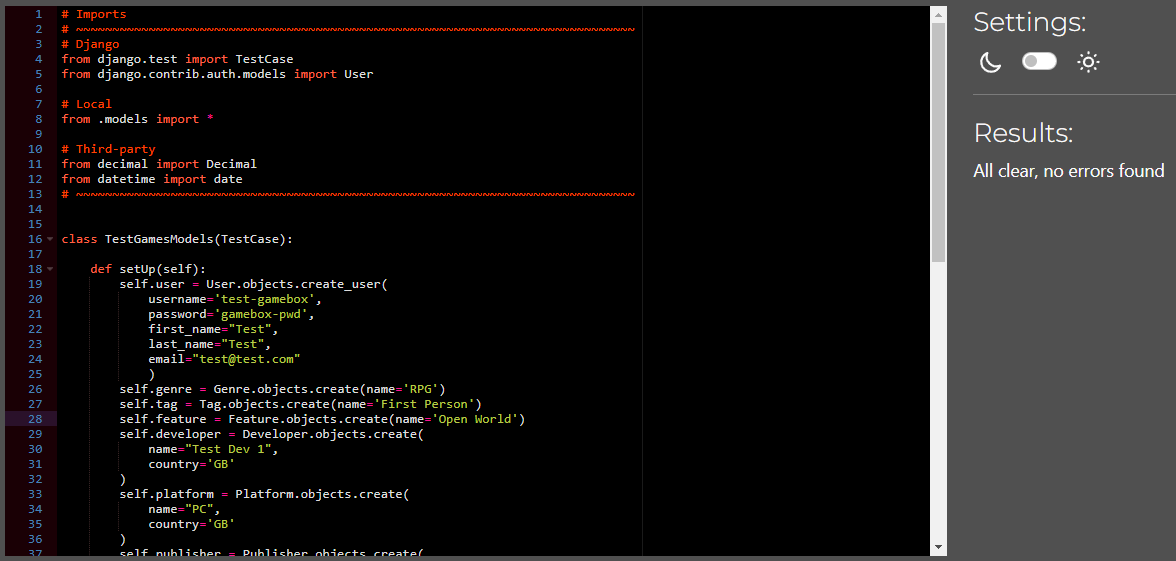 1 # Imports
2 # ~~~~~~~~~~~~~~~~~~~~~~~~~~~~~~~~~~~~~~~~~~~~~~~~~~~~~~~~~~~~~~~~~~~~~~~~~~~~~
3 # Django
4 from django.test import TestCase
5 from django.contrib.auth.models import User
6
7 # Local
8 from .models import *
9
10 # Third-party
11 from decimal import Decimal
12 from datetime import date
13 # ~~~~~~~~~~~~~~~~~~~~~~~~~~~~~~~~~~~~~~~~~~~~~~~~~~~~~~~~~~~~~~~~~~~~~~~~~~~~~
14
15
16 class TestGamesModels(TestCase):
17
18     def setUp(self):
19         self.user = User.objects.create_user(
20             username='test-gamebox',
21             password='gamebox-pwd',
22             first_name="Test",
23             last_name="Test",
24             email="test@test.com"
25             )
26         self.genre = Genre.objects.create(name='RPG')
27         self.tag = Tag.objects.create(name='First Person')
28         self.feature = Feature.objects.create(name='Open World')
29         self.developer = Developer.objects.create(
30             name="Test Dev 1",
31             country='GB'
32         )
33         self.platform = Platform.objects.create(
34             name="PC",
35             country='GB'
36         )
37         self.publisher = Publisher.objects.create(
Settings:
Results:
All clear, no errors found